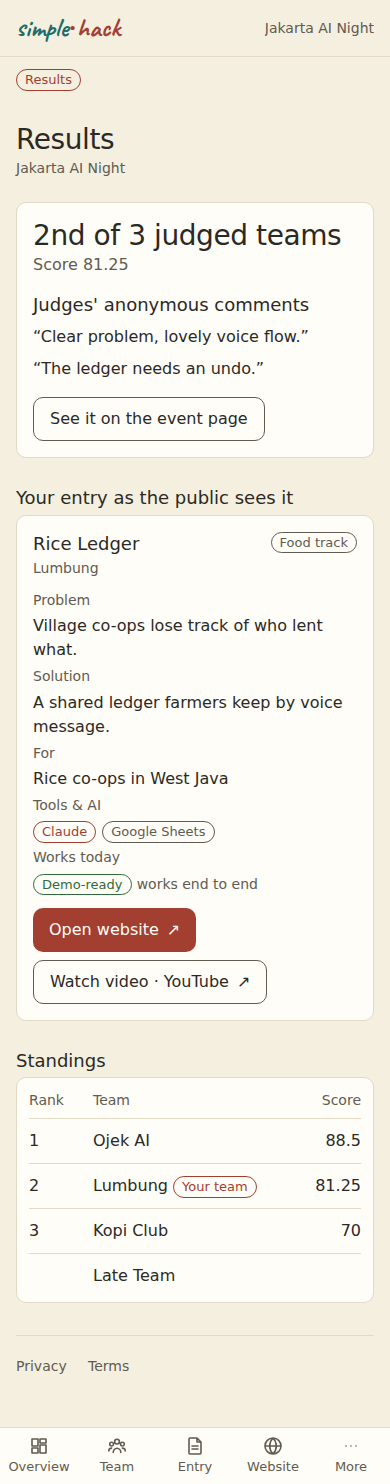 simple hack
Jakarta AI Night
Results
Results
Jakarta AI Night
2nd of 3 judged teams
Score 81.25
Judges' anonymous comments
“Clear problem, lovely voice flow.”
“The ledger needs an undo.”
See it on the event page
Your entry as the public sees it
Rice Ledger
Food track
Lumbung
Problem
Village co-ops lose track of who lent
what.
Solution
A shared ledger farmers keep by voice
message.
For
Rice co-ops in West Java
Tools & AI
Claude Google Sheets
Works today
Demo-ready works end to end
Open website ↗
Watch video · YouTube ↗
Standings
Rank Team Score
1 Ojek AI 88.5
2 Lumbung Your team 81.25
3 Kopi Club 70
Late Team
Privacy Terms
Overview Team Entry Website More